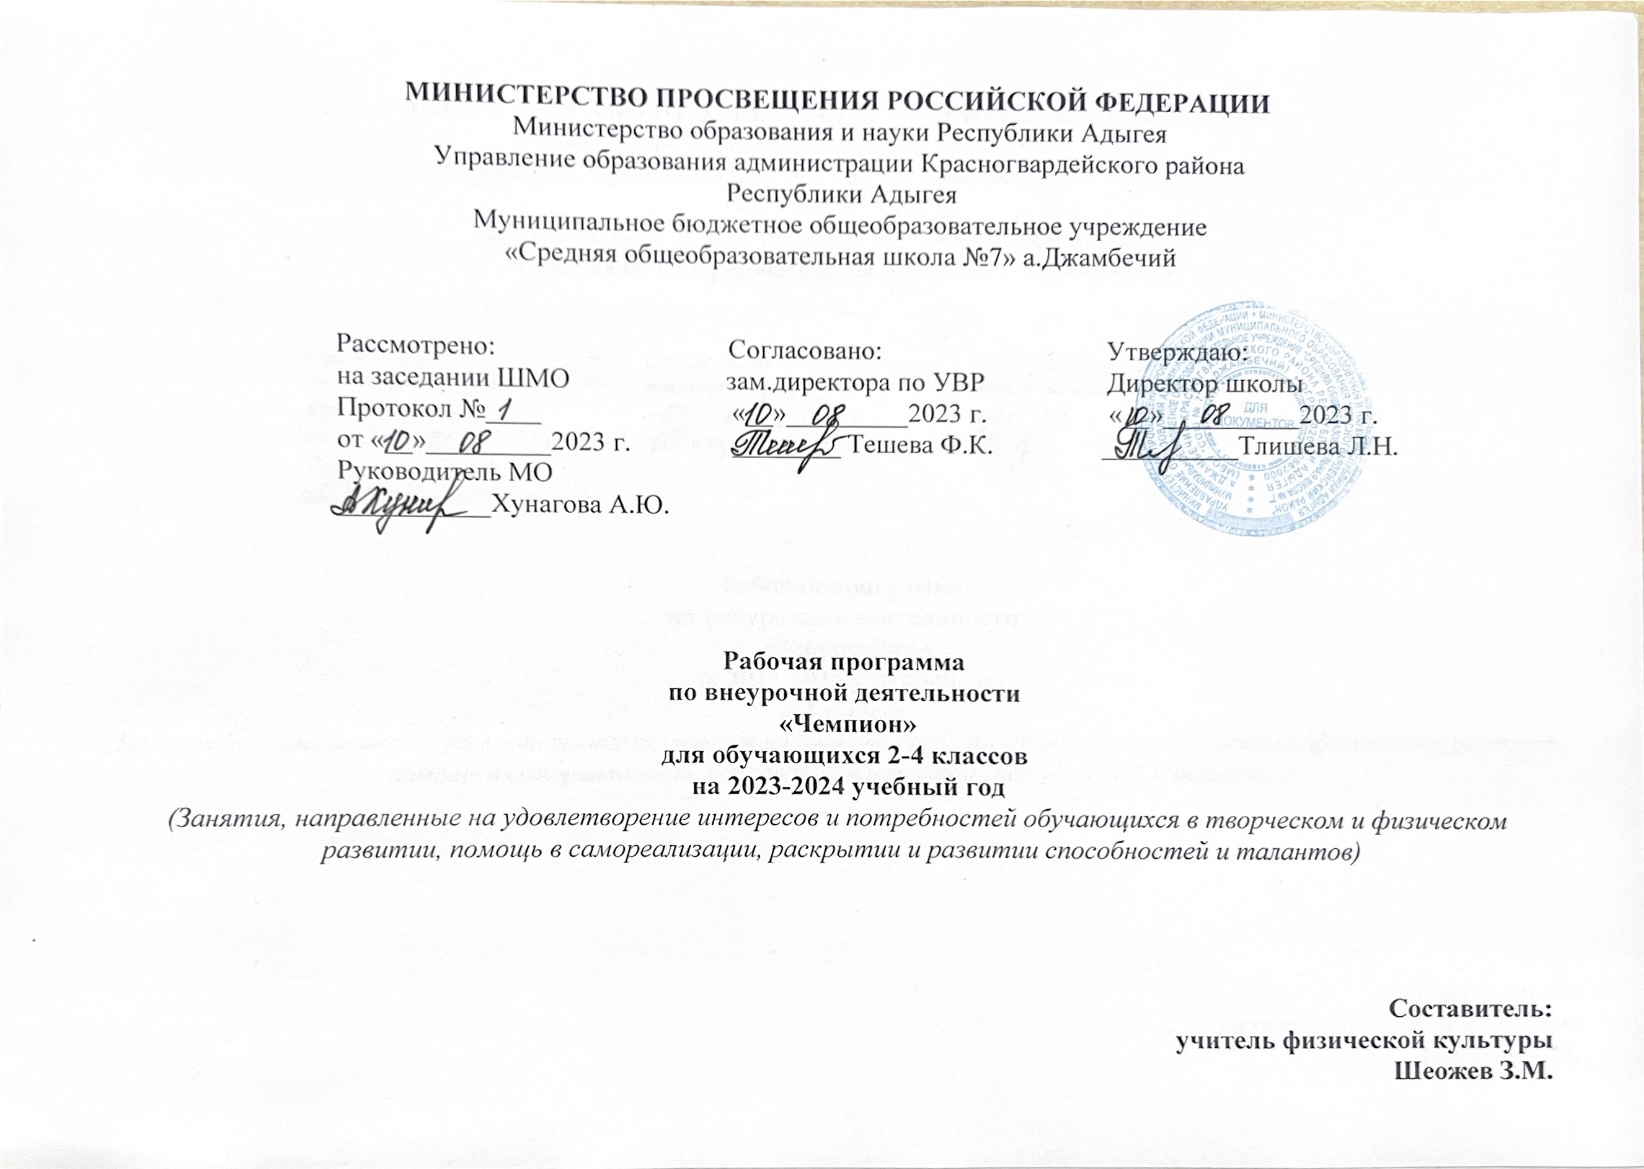 МИНИСТЕРСТВО ПРОСВЕЩЕНИЯ РОССИЙСКОЙ ФЕДЕРАЦИИ
Министерство образования и науки Республики Адыгея
Управление образования администрации Красногвардейского района
Республики Адыгея
Муниципальное бюджетное общеобразовательное учреждение
«Средняя общеобразовательная школа №7» а.Джамбечий
Рассмотрено:
на заседании ШМО
Протокол № 1
от «10» 08 2023 г.
Руководитель МО
Хунагова А.Ю.
Согласовано:
зам.директора по УВР
«10» 08 2023 г.
Тешева Ф.К.
Утверждаю:
Директор школы
«10» 08 2023 г.
Тлишева Л.Н.
ДЛЯ
ДОКУМЕНТОВ
Рабочая программа
по внеурочной деятельности
«Чемпион»
для обучающихся 2-4 классов
на 2023-2024 учебный год
(Занятия, направленные на удовлетворение интересов и потребностей обучающихся в творческом и физическом
развитии, помощь в самореализации, раскрытии и развитии способностей и талантов)
Составитель:
учитель физической культуры
Шеожев З.М.